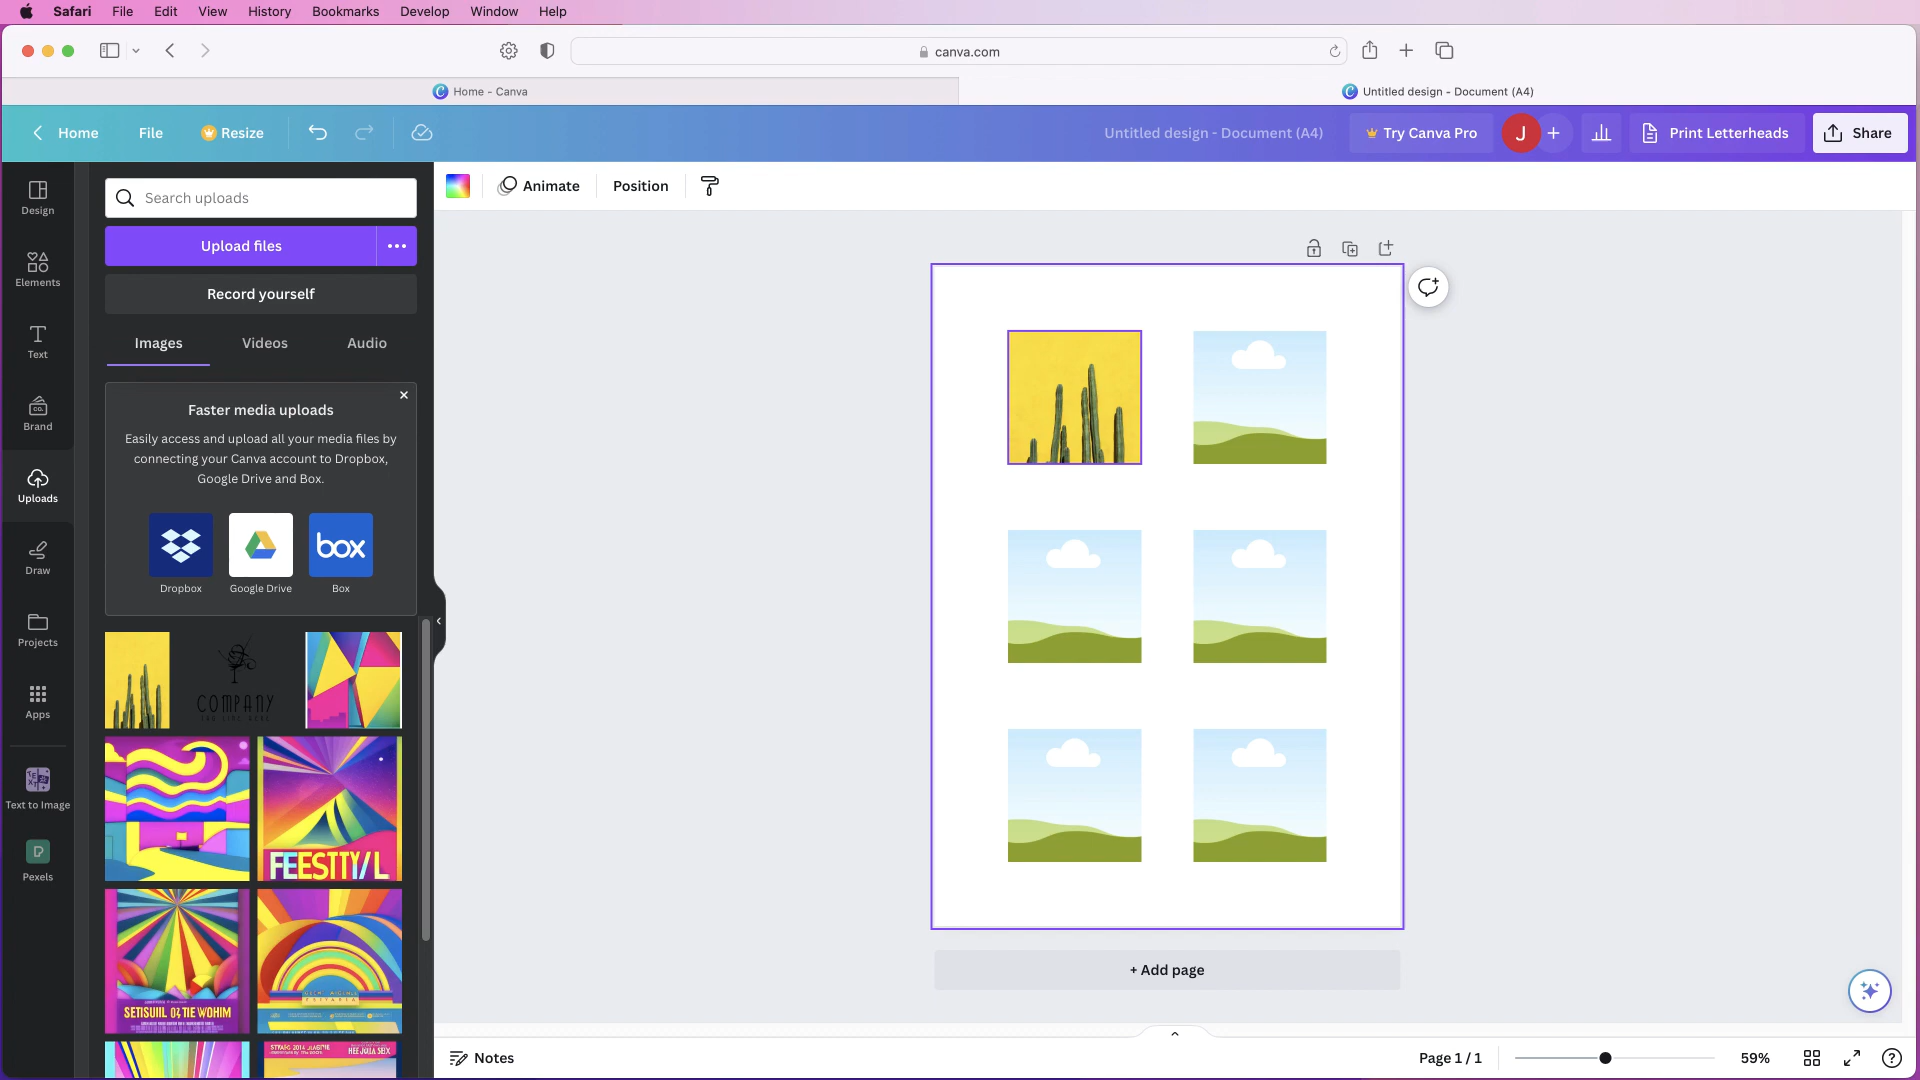 Safari File Edit View History Bookmarks Develop Window Help
canva.com
Home - Canva
Untitled design - Document (A4)
Home
File
Resize
Untitled design - Document (A4)
Try Canva Pro
J
Print Letterheads
Share
Design
Elements
Text
CO.
Brand
Uploads
Draw
Projects
Apps
Text to Image
P
Pexels
Search uploads
Upload files
Record yourself
Images
Videos
Audio
Faster media uploads
Easily access and upload all your media files by
connecting your Canva account to Dropbox,
Google Drive and Box.
box
Dropbox
Google Drive
Box
COMPANY
FEESTTY/L
SETISUIL 07 TIE WOHIM
Animate
Position
+ Add page
Notes
Page 1 / 1
59%